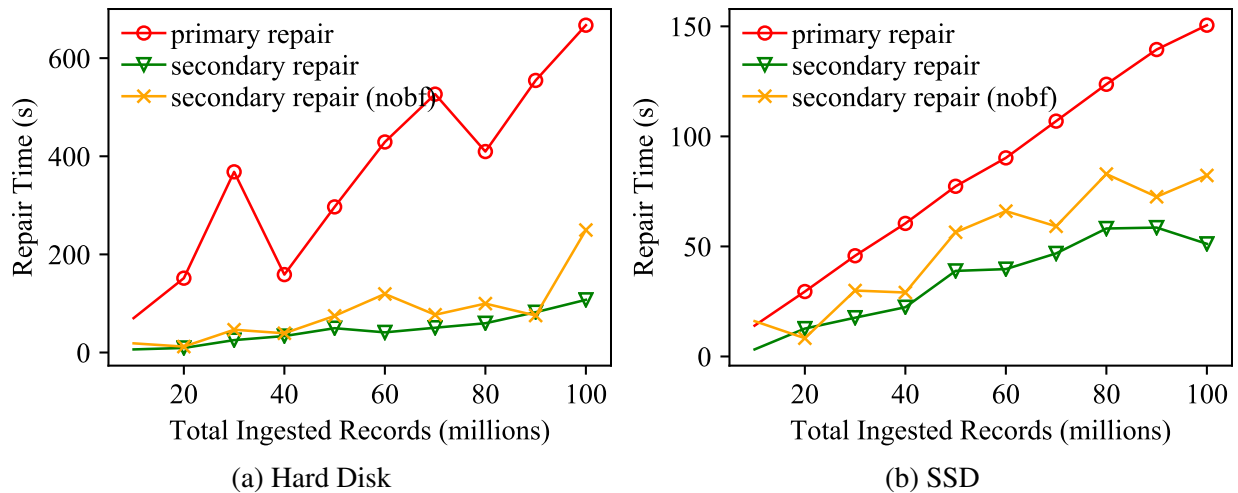 primary repair
secondary repair
secondary repair (nobf)
600
400
200
0
Repair Time (s)
20 40 60 80 100
Total Ingested Records (millions)
(a) Hard Disk
primary repair
secondary repair
secondary repair (nobf)
150
100
50
0
Repair Time (s)
20 40 60 80 100
Total Ingested Records (millions)
(b) SSD